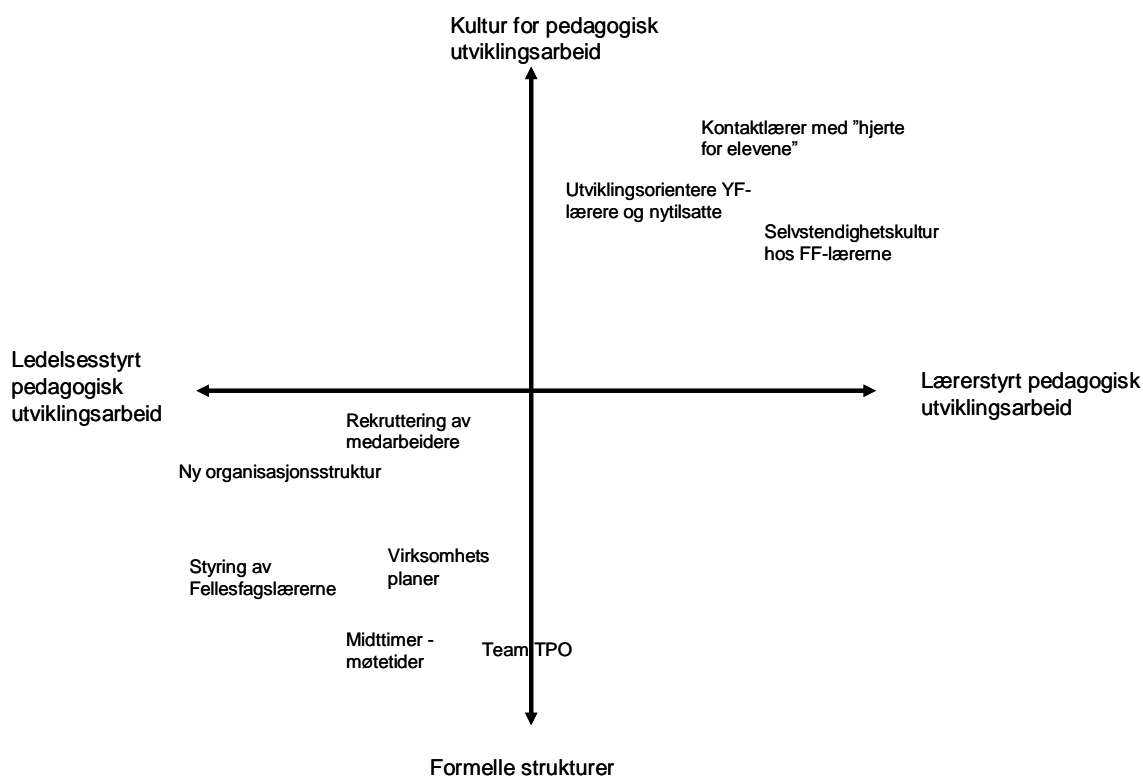 Kultur for pedagogisk
utviklingsarbeid
Kontaktlærer med ”hjerte
for elevene”
Utviklingsorientere YF-
lærere og nytilsatte
Selvstendighetskultur
hos FF-lærerne
Ledelsesstyrt
pedagogisk
utviklingsarbeid
Lærerstyrt pedagogisk
utviklingsarbeid
Rekruttering av
medarbeidere
Ny organisasjonsstruktur
Styring av
Fellesfagslærerne
Virksomhets
planer
Midttimer -
møtetider
Team TPO
Formelle strukturer